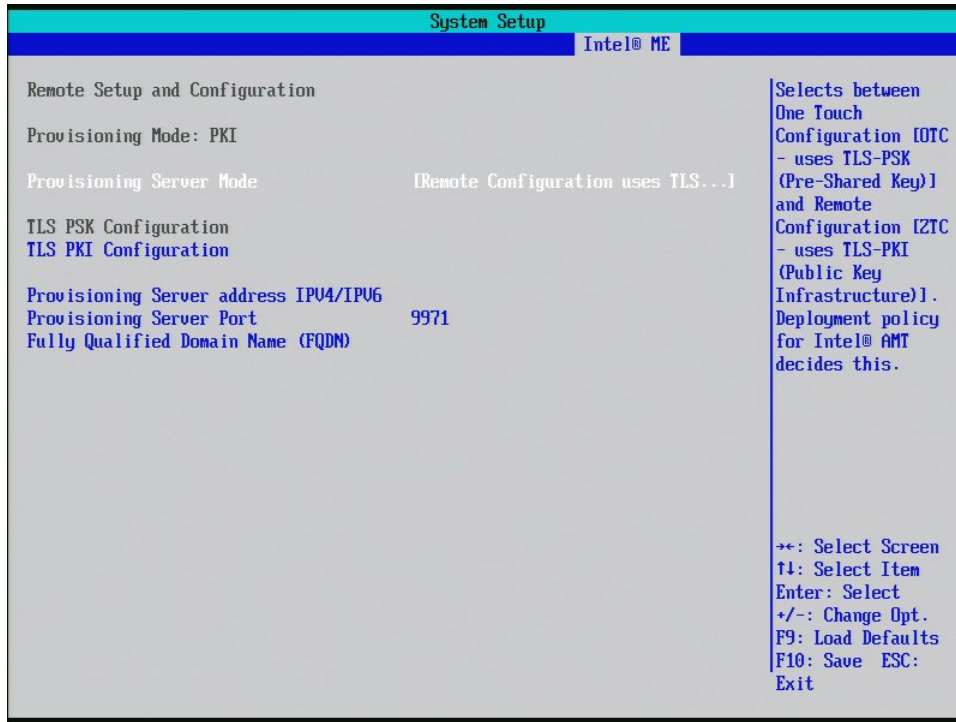 System Setup
Intel® ME
Remote Setup and Configuration
Provisioning Mode: PKI
Provisioning Server Mode [Remote Configuration uses TLS...]
TLS PSK Configuration
TLS PKI Configuration
Provisioning Server address IPV4/IPV6
Provisioning Server Port 9971
Fully Qualified Domain Name (FQDN)
Selects between
One Touch
Configuration [OTC
- uses TLS-PSK
(Pre-Shared Key)]
and Remote
Configuration [ZTC
- uses TLS-PKI
(Public Key
Infrastructure)].
Deployment policy
for Intel® AMT
decides this.
→←: Select Screen
↑↓: Select Item
Enter: Select
+/-: Change Opt.
F9: Load Defaults
F10: Save ESC:
Exit